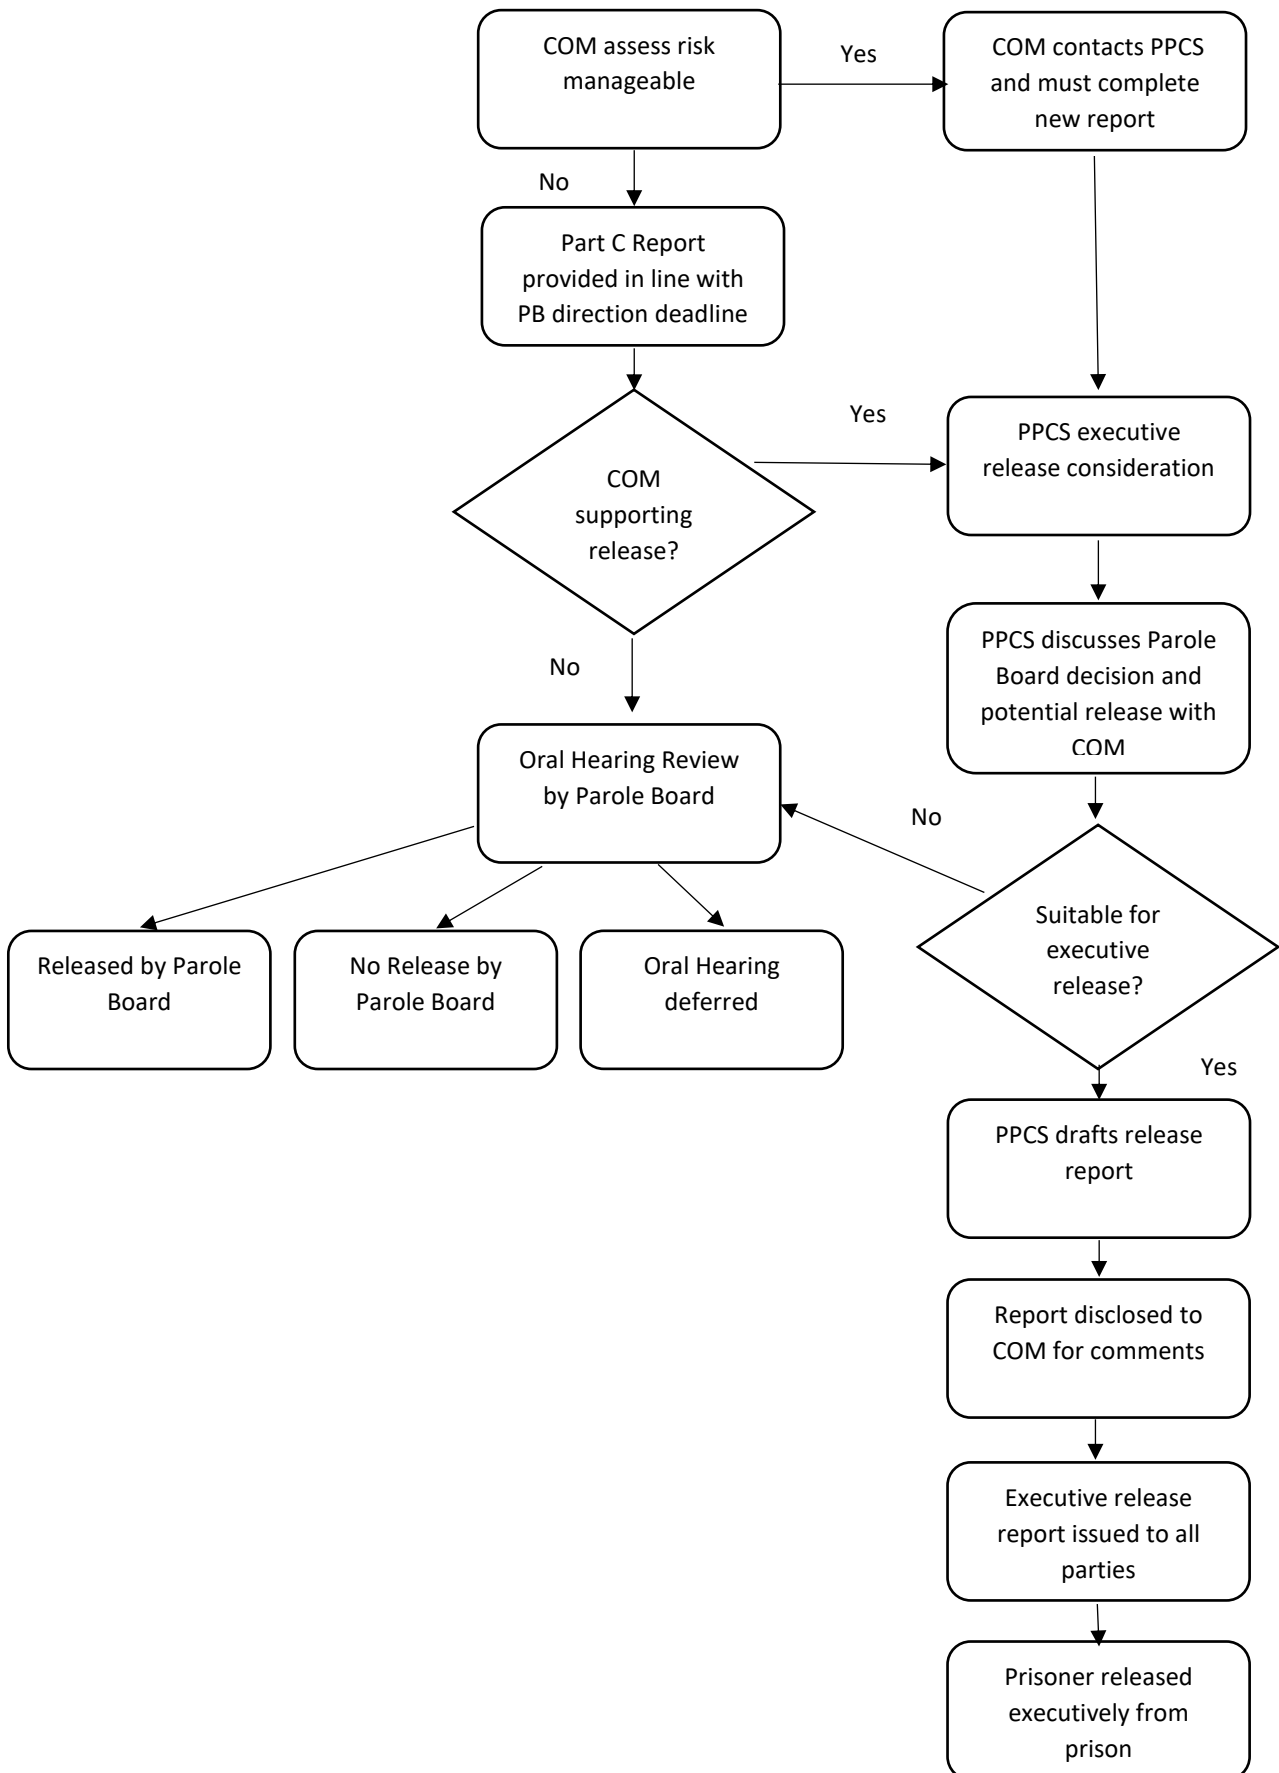 COM assess risk
manageable
Yes
COM contacts PPCS
and must complete
new report
No
Part C Report
provided in line with
PB direction deadline
COM
supporting
release?
Yes
PPCS executive
release consideration
No
PPCS discusses Parole
Board decision and
potential release with
COM
Oral Hearing Review
by Parole Board
No
Suitable for
executive
release?
Released by Parole
Board
No Release by
Parole Board
Oral Hearing
deferred
Yes
PPCS drafts release
report
Report disclosed to
COM for comments
Executive release
report issued to all
parties
Prisoner released
executively from
prison